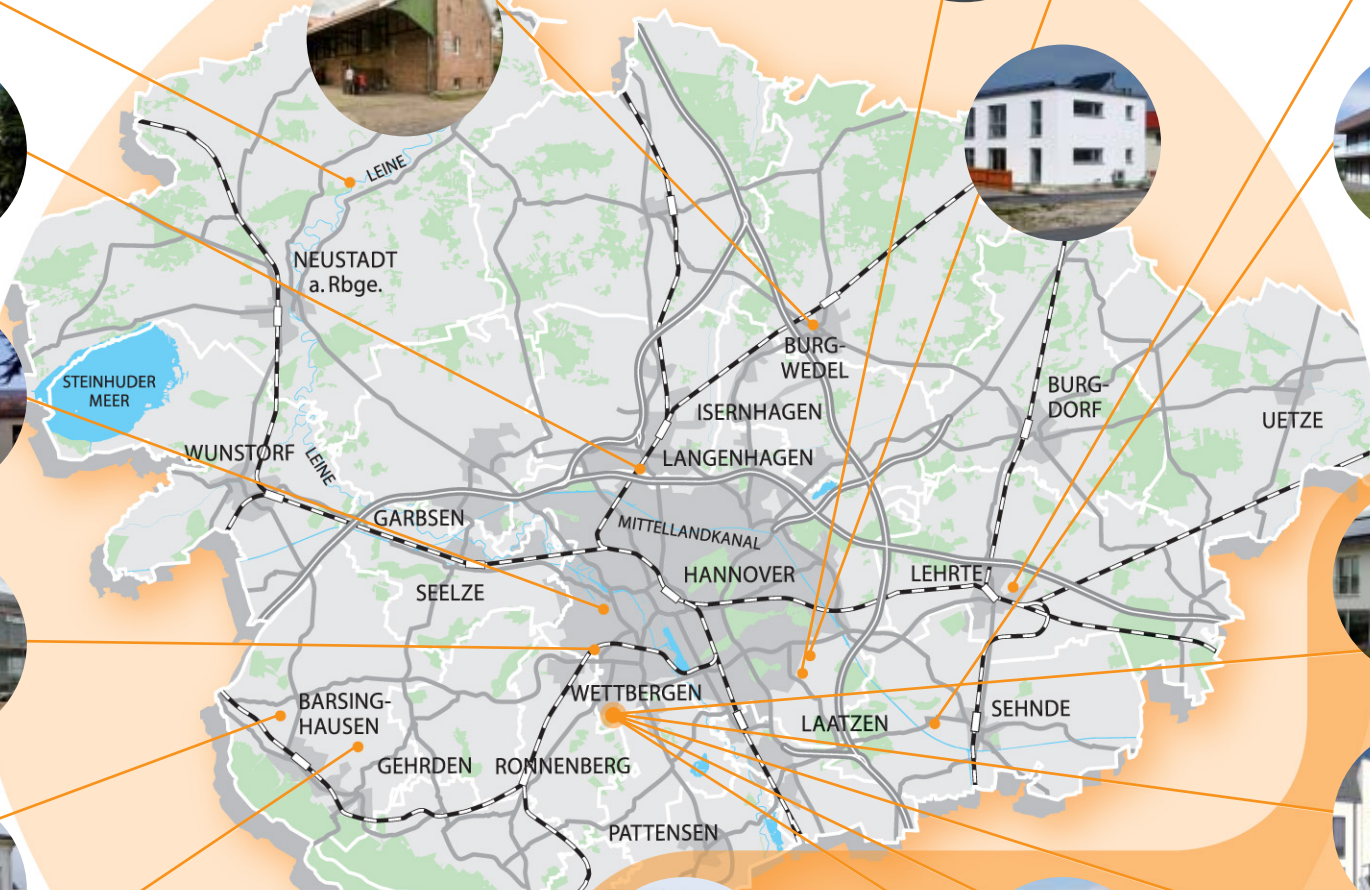 LEINE
NEUSTADT
a. Rbge.
STEINHUDER
MEER
BURG-
WEDEL
BURG-
DORF
ISERNHAGEN
UETZE
WUNSTORF
LEINE
LANGENHAGEN
GARBSEN
MITTELLANDKANAL
HANNOVER
LEHRTE
SEELZE
WETTBERGEN
BARSING-
HAUSEN
LAATZEN
SEHNDE
GEHRDEN
RONNENBERG
PATTENSEN